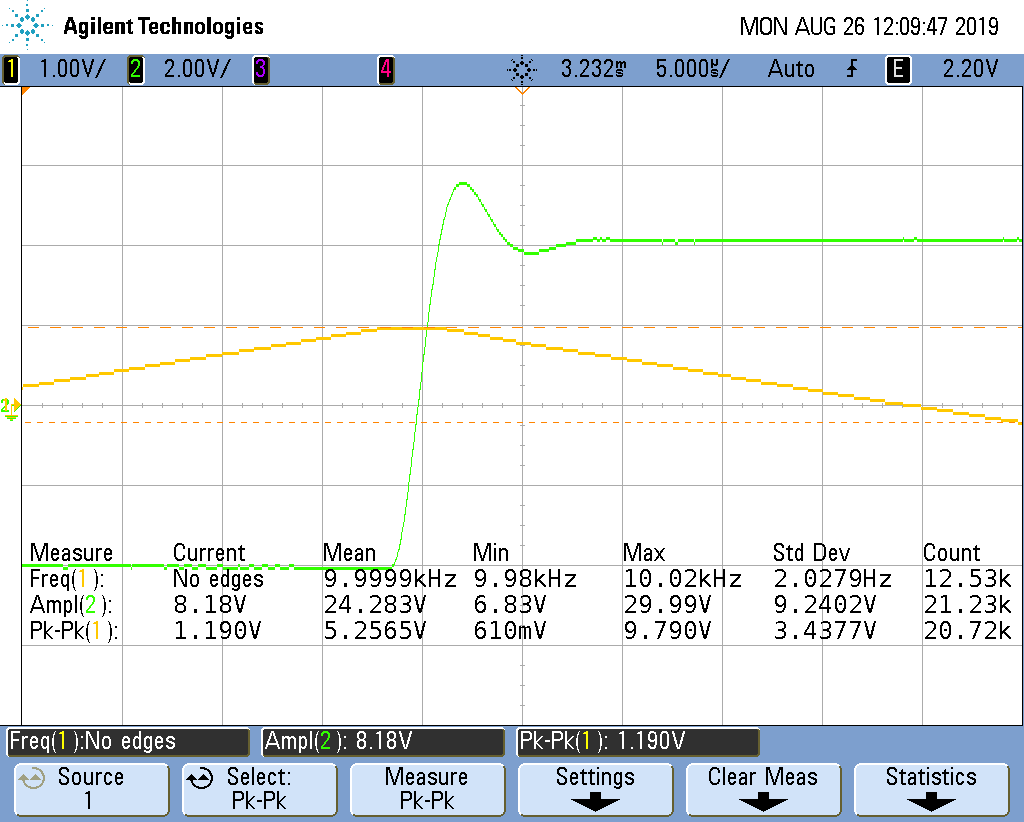 Agilent Technologies MON AUG 26 12:09:47 2019
1 1.00V/ 2 2.00V/ 3 4 3.232ms 5.000us/ Auto E 2.20V
2
Measure Current Mean Min Max Std Dev Count
Freq(1): No edges 9.9999kHz 9.98kHz 10.02kHz 2.0279Hz 12.53k
Ampl(2): 8.18V 24.283V 6.83V 29.99V 9.2402V 21.23k
Pk-Pk(1): 1.190V 5.2565V 610mV 9.790V 3.4377V 20.72k
Freq(1):No edges Ampl(2): 8.18V Pk-Pk(1): 1.190V
Source Select: Measure Settings Clear Meas Statistics
1 Pk-Pk Pk-Pk